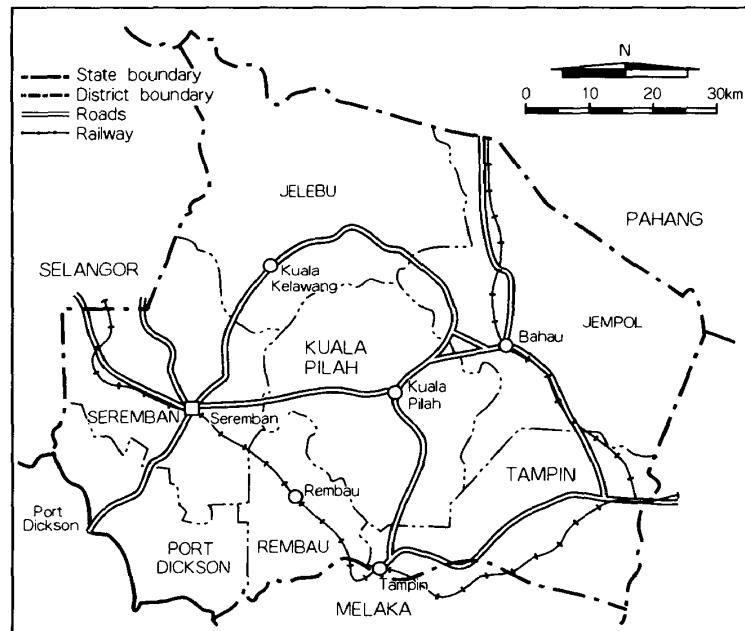 State boundary
District boundary
Roads
Railway
N
0 10 20 30km
JELEBU
PAHANG
SELANGOR
Kuala
Kelawang
JEMPOL
KUALA
PILAH
Bahau
Kuala
Pilah
SEREMBAN
Seremban
TAMPIN
Rembau
Port
Dickson
PORT
DICKSON
REMBAU
Tampin
MELAKA